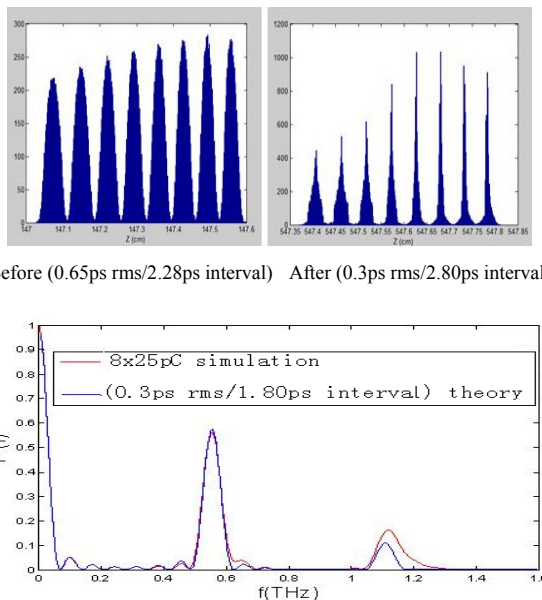 300
250
200
150
100
50
0
147 147.1 147.2 147.3 147.4 147.5 147.6
Z (cm)
1200
1000
800
600
400
200
0
547.35 547.4 547.45 547.5 547.55 547.6 547.65 547.7 547.75 547.8 547.85
Z (cm)
(0.65ps rms/2.28ps interval) After (0.3ps rms/2.80ps interval
1
0.9
0.8
0.7
0.6
0.5
0.4
0.3
0.2
0.1
0
8x25pC simulation
(0.3ps rms/1.80ps interval) theory
0 0.2 0.4 0.6 0.8 1 1.2 1.4 1.6
f(THz)